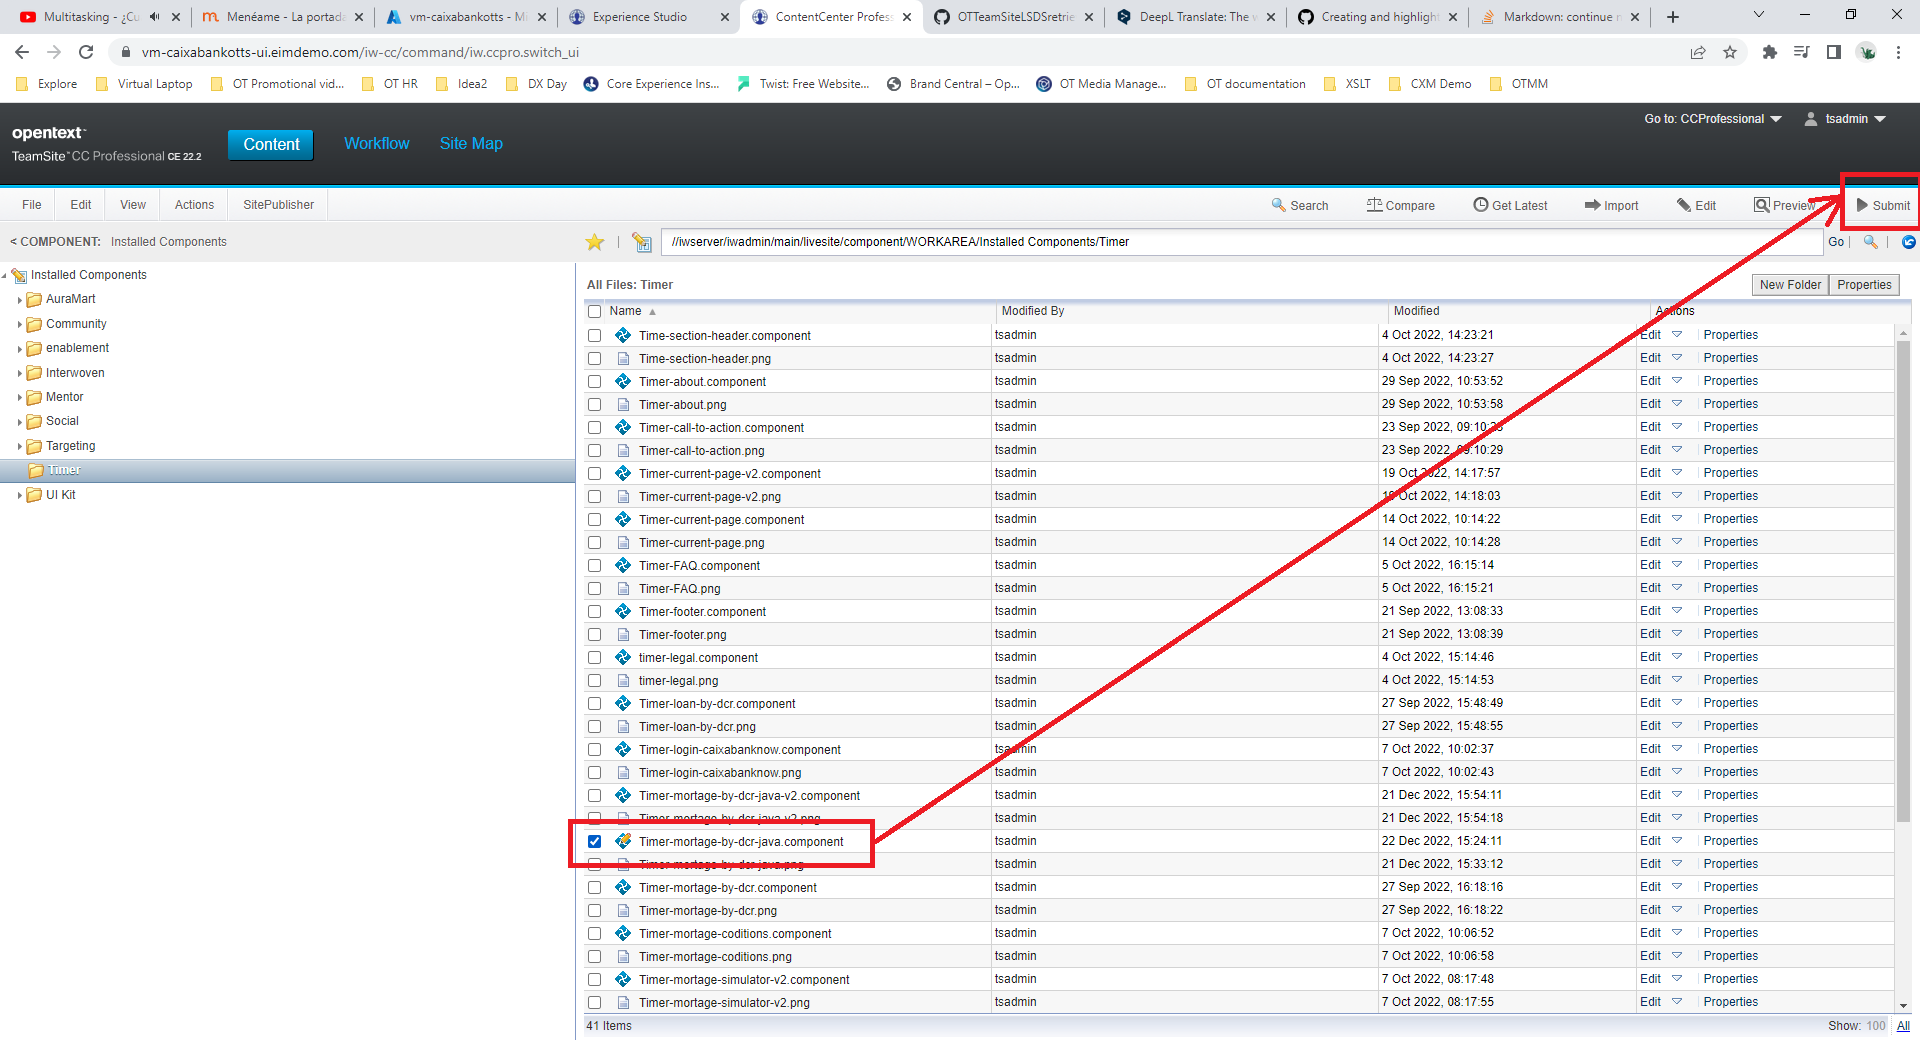 Multitasking - ¿Cu
Menéame - La portada
vm-caixabankotts - Mi
Experience Studio
ContentCenter Profess
OTTeamSiteLSDSretrie
DeepL Translate: The w
Creating and highlight
Markdown: continue n
vm-caixabankotts-ui.eimdemo.com/iw-cc/command/iw.ccpro.switch_ui
Explore
Virtual Laptop
OT Promotional vid...
OT HR
Idea2
DX Day
Core Experience Ins...
Twist: Free Website...
Brand Central – Op...
OT Media Manage...
OT documentation
XSLT
CXM Demo
OTMM
opentext™
TeamSite™ CC Professional CE 22.2
Content
Workflow
Site Map
Go to: CCProfessional
tsadmin
File
Edit
View
Actions
SitePublisher
Search
Compare
Get Latest
Import
Edit
Preview
Submit
< COMPONENT: Installed Components
//iwserver/iwadmin/main/livesite/component/WORKAREA/Installed Components/Timer
Go
Installed Components
AuraMart
Community
enablement
Interwoven
Mentor
Social
Targeting
Timer
UI Kit
All Files: Timer
New Folder
Properties
Name Modified By Modified Actions
Time-section-header.component tsadmin 4 Oct 2022, 14:23:21 Edit Properties
Time-section-header.png tsadmin 4 Oct 2022, 14:23:27 Edit Properties
Timer-about.component tsadmin 29 Sep 2022, 10:53:52 Edit Properties
Timer-about.png tsadmin 29 Sep 2022, 10:53:58 Edit Properties
Timer-call-to-action.component tsadmin 23 Sep 2022, Edit Properties
Timer-call-to-action.png tsadmin 23 Sep 2022, 09:10:29 Edit Properties
Timer-current-page-v2.component tsadmin 19 Oct 2022, 14:17:57 Edit Properties
Timer-current-page-v2.png tsadmin 19 Oct 2022, 14:18:03 Edit Properties
Timer-current-page.component tsadmin 14 Oct 2022, 10:14:22 Edit Properties
Timer-current-page.png tsadmin 14 Oct 2022, 10:14:28 Edit Properties
Timer-FAQ.component tsadmin 5 Oct 2022, 16:15:14 Edit Properties
Timer-FAQ.png tsadmin 5 Oct 2022, 16:15:21 Edit Properties
Timer-footer.component tsadmin 21 Sep 2022, 13:08:33 Edit Properties
Timer-footer.png tsadmin 21 Sep 2022, 13:08:39 Edit Properties
timer-legal.component tsadmin 4 Oct 2022, 15:14:46 Edit Properties
timer-legal.png tsadmin 4 Oct 2022, 15:14:53 Edit Properties
Timer-loan-by-dcr.component tsadmin 27 Sep 2022, 15:48:49 Edit Properties
Timer-loan-by-dcr.png tsadmin 27 Sep 2022, 15:48:55 Edit Properties
Timer-login-caixabanknow.component tsadmin 7 Oct 2022, 10:02:37 Edit Properties
Timer-login-caixabanknow.png tsadmin 7 Oct 2022, 10:02:43 Edit Properties
Timer-mortage-by-dcr-java-v2.component tsadmin 21 Dec 2022, 15:54:11 Edit Properties
Timer-mortage-by-dcr-java-v2.png tsadmin 21 Dec 2022, 15:54:18 Edit Properties
Timer-mortage-by-dcr-java.component tsadmin 22 Dec 2022, 15:24:11 Edit Properties
Timer-mortage-by-dcr-java.png tsadmin 21 Dec 2022, 15:33:12 Edit Properties
Timer-mortage-by-dcr.component tsadmin 27 Sep 2022, 16:18:16 Edit Properties
Timer-mortage-by-dcr.png tsadmin 27 Sep 2022, 16:18:22 Edit Properties
Timer-mortage-coditions.component tsadmin 7 Oct 2022, 10:06:52 Edit Properties
Timer-mortage-coditions.png tsadmin 7 Oct 2022, 10:06:58 Edit Properties
Timer-mortage-simulator-v2.component tsadmin 7 Oct 2022, 08:17:48 Edit Properties
Timer-mortage-simulator-v2.png tsadmin 7 Oct 2022, 08:17:55 Edit Properties
41 Items
Show: 100 All